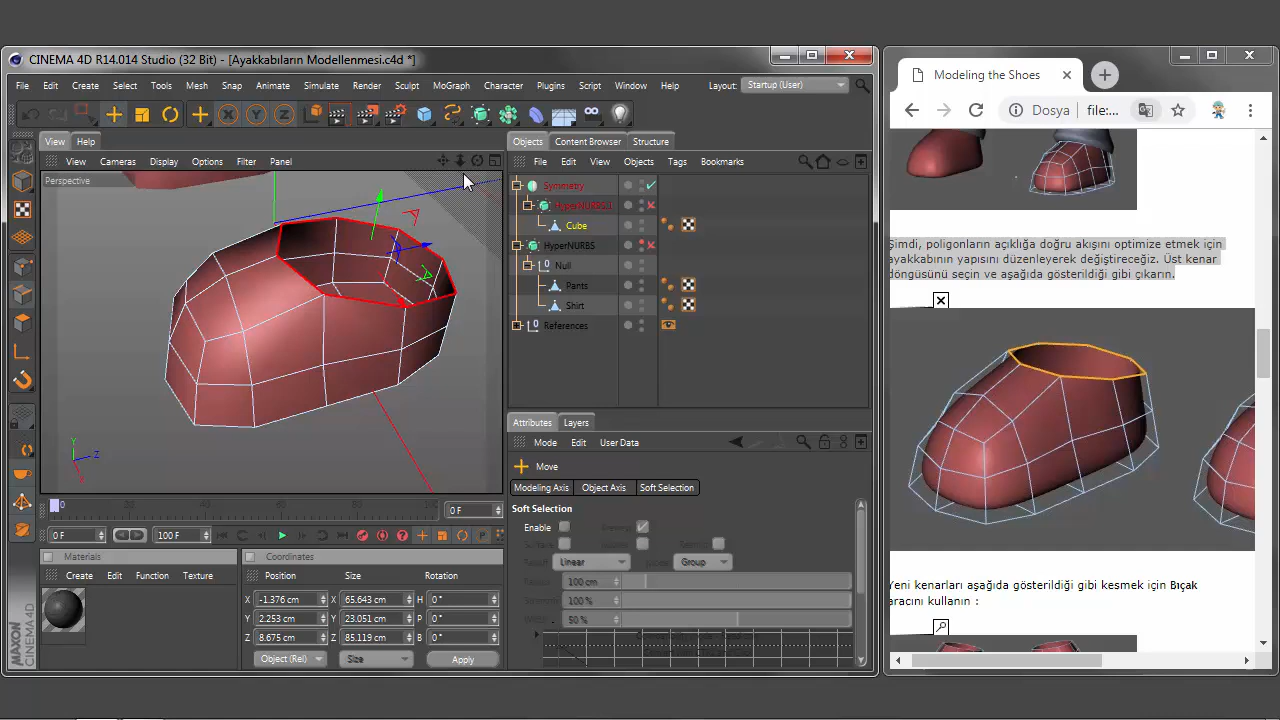 CINEMA 4D R14.014 Studio (32 Bit) - [Ayakkabıların Modellenmesi.c4d *]
File Edit Create Select Tools Mesh Snap Animate Simulate Render Sculpt MoGraph Character Plugins Script Window Help Layout: Startup (User)
View Help
View Cameras Display Options Filter Panel
Perspective
Y
Z
0
100
0 F
0 F
100 F
Materials
Create Edit Function Texture
Coordinates
Position Size Rotation
X -1.376 cm X 65.643 cm H 0 °
Y 2.253 cm Y 23.051 cm P 0 °
Z 8.675 cm Z 85.119 cm B 0 °
Object (Rel) Size Apply
MAXON
CINEMA 4D
Objects Content Browser Structure
File Edit View Objects Tags Bookmarks
Symmetry
HyperNURBS.1
Cube
HyperNURBS
Null
Pants
Shirt
References
Attributes Layers
Mode Edit User Data
Move
Modeling Axis Object Axis Soft Selection
Soft Selection
Enable
Linear
Group
100 cm
100 %
50 %
Modeling the Shoes
Dosya file:...
Şimdi, poligonların açıklığa doğru akışını optimize etmek için
ayakkabının yapısını düzenleyerek değiştireceğiz. Üst kenar
döngüsünü seçin ve aşağıda gösterildiği gibi çıkarın.
Yeni kenarları aşağıda gösterildiği gibi kesmek için Bıçak
aracını kullanın :